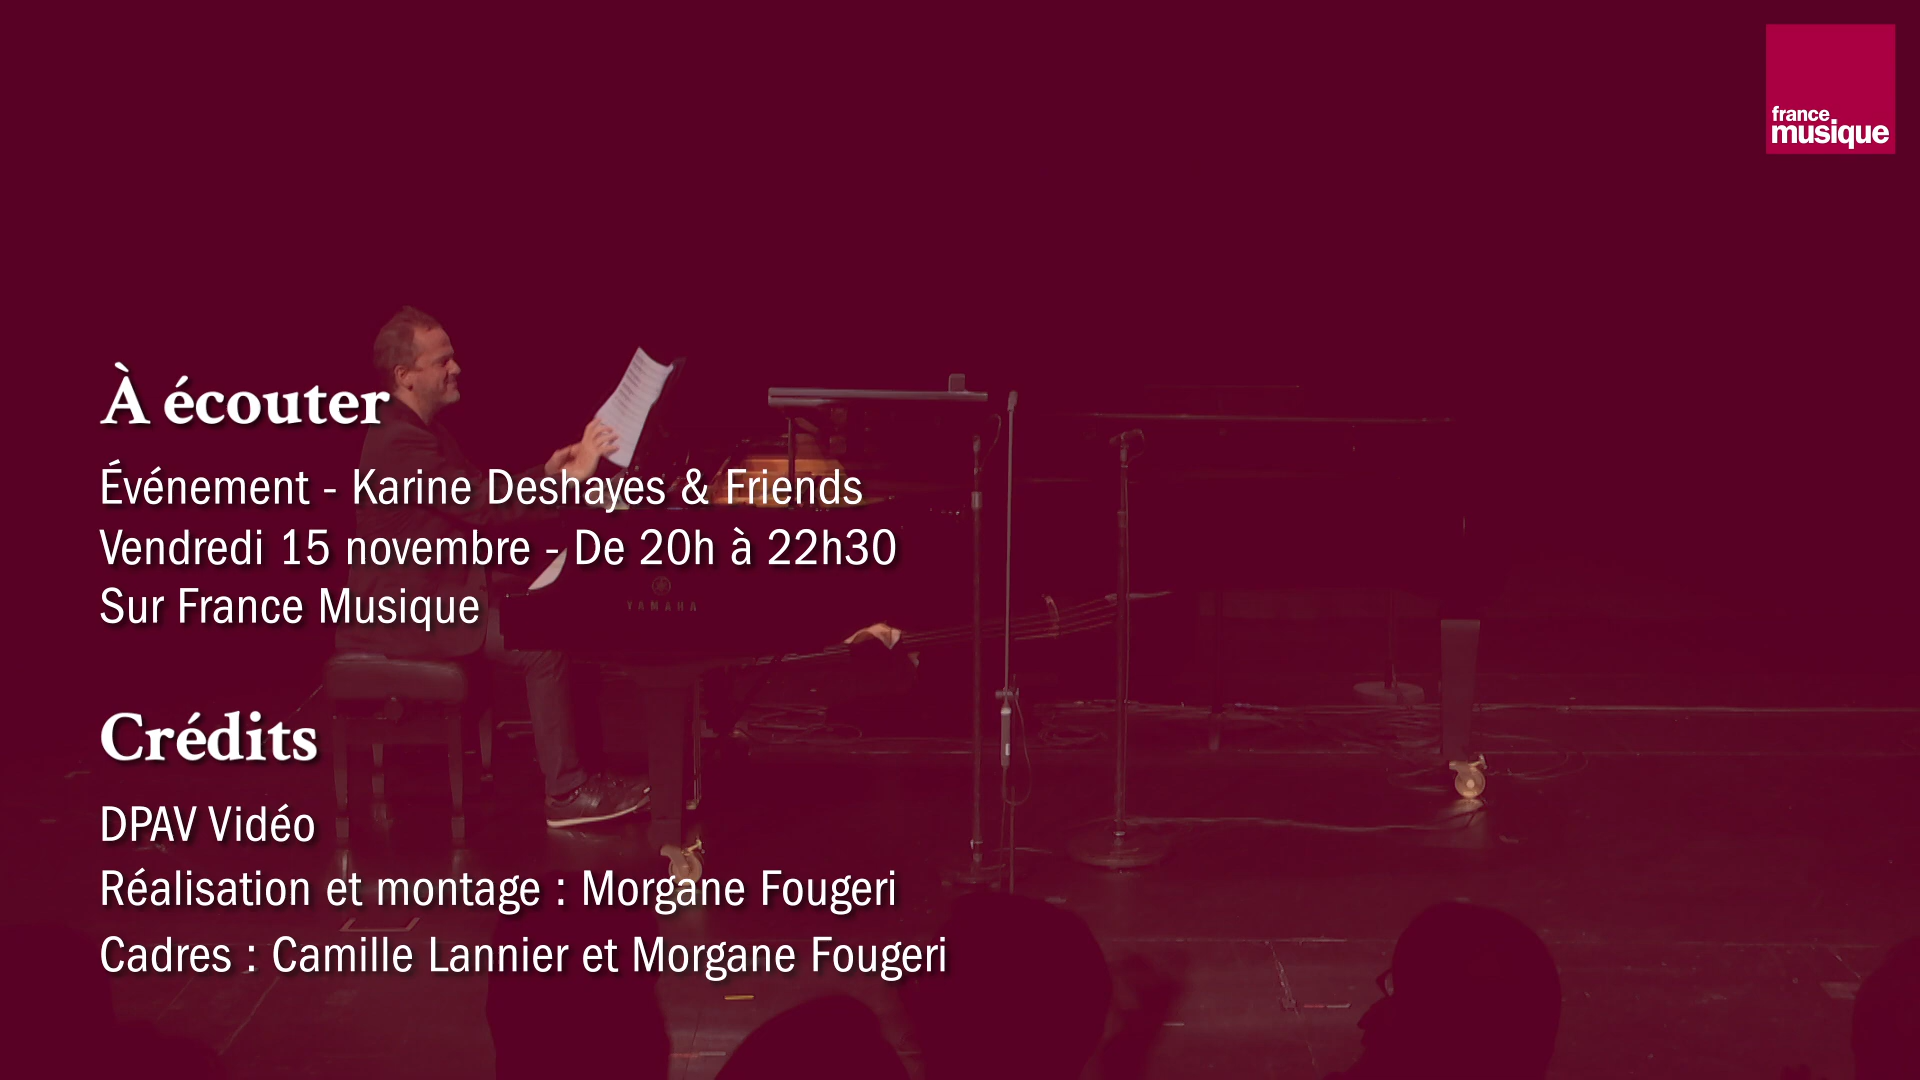 france
musique
À écouter
Événement - Karine Deshayes & Friends
Vendredi 15 novembre - De 20h à 22h30
Sur France Musique
YAMAHA
Crédits
DPAV Vidéo
Réalisation et montage : Morgane Fougeri
Cadres : Camille Lannier et Morgane Fougeri